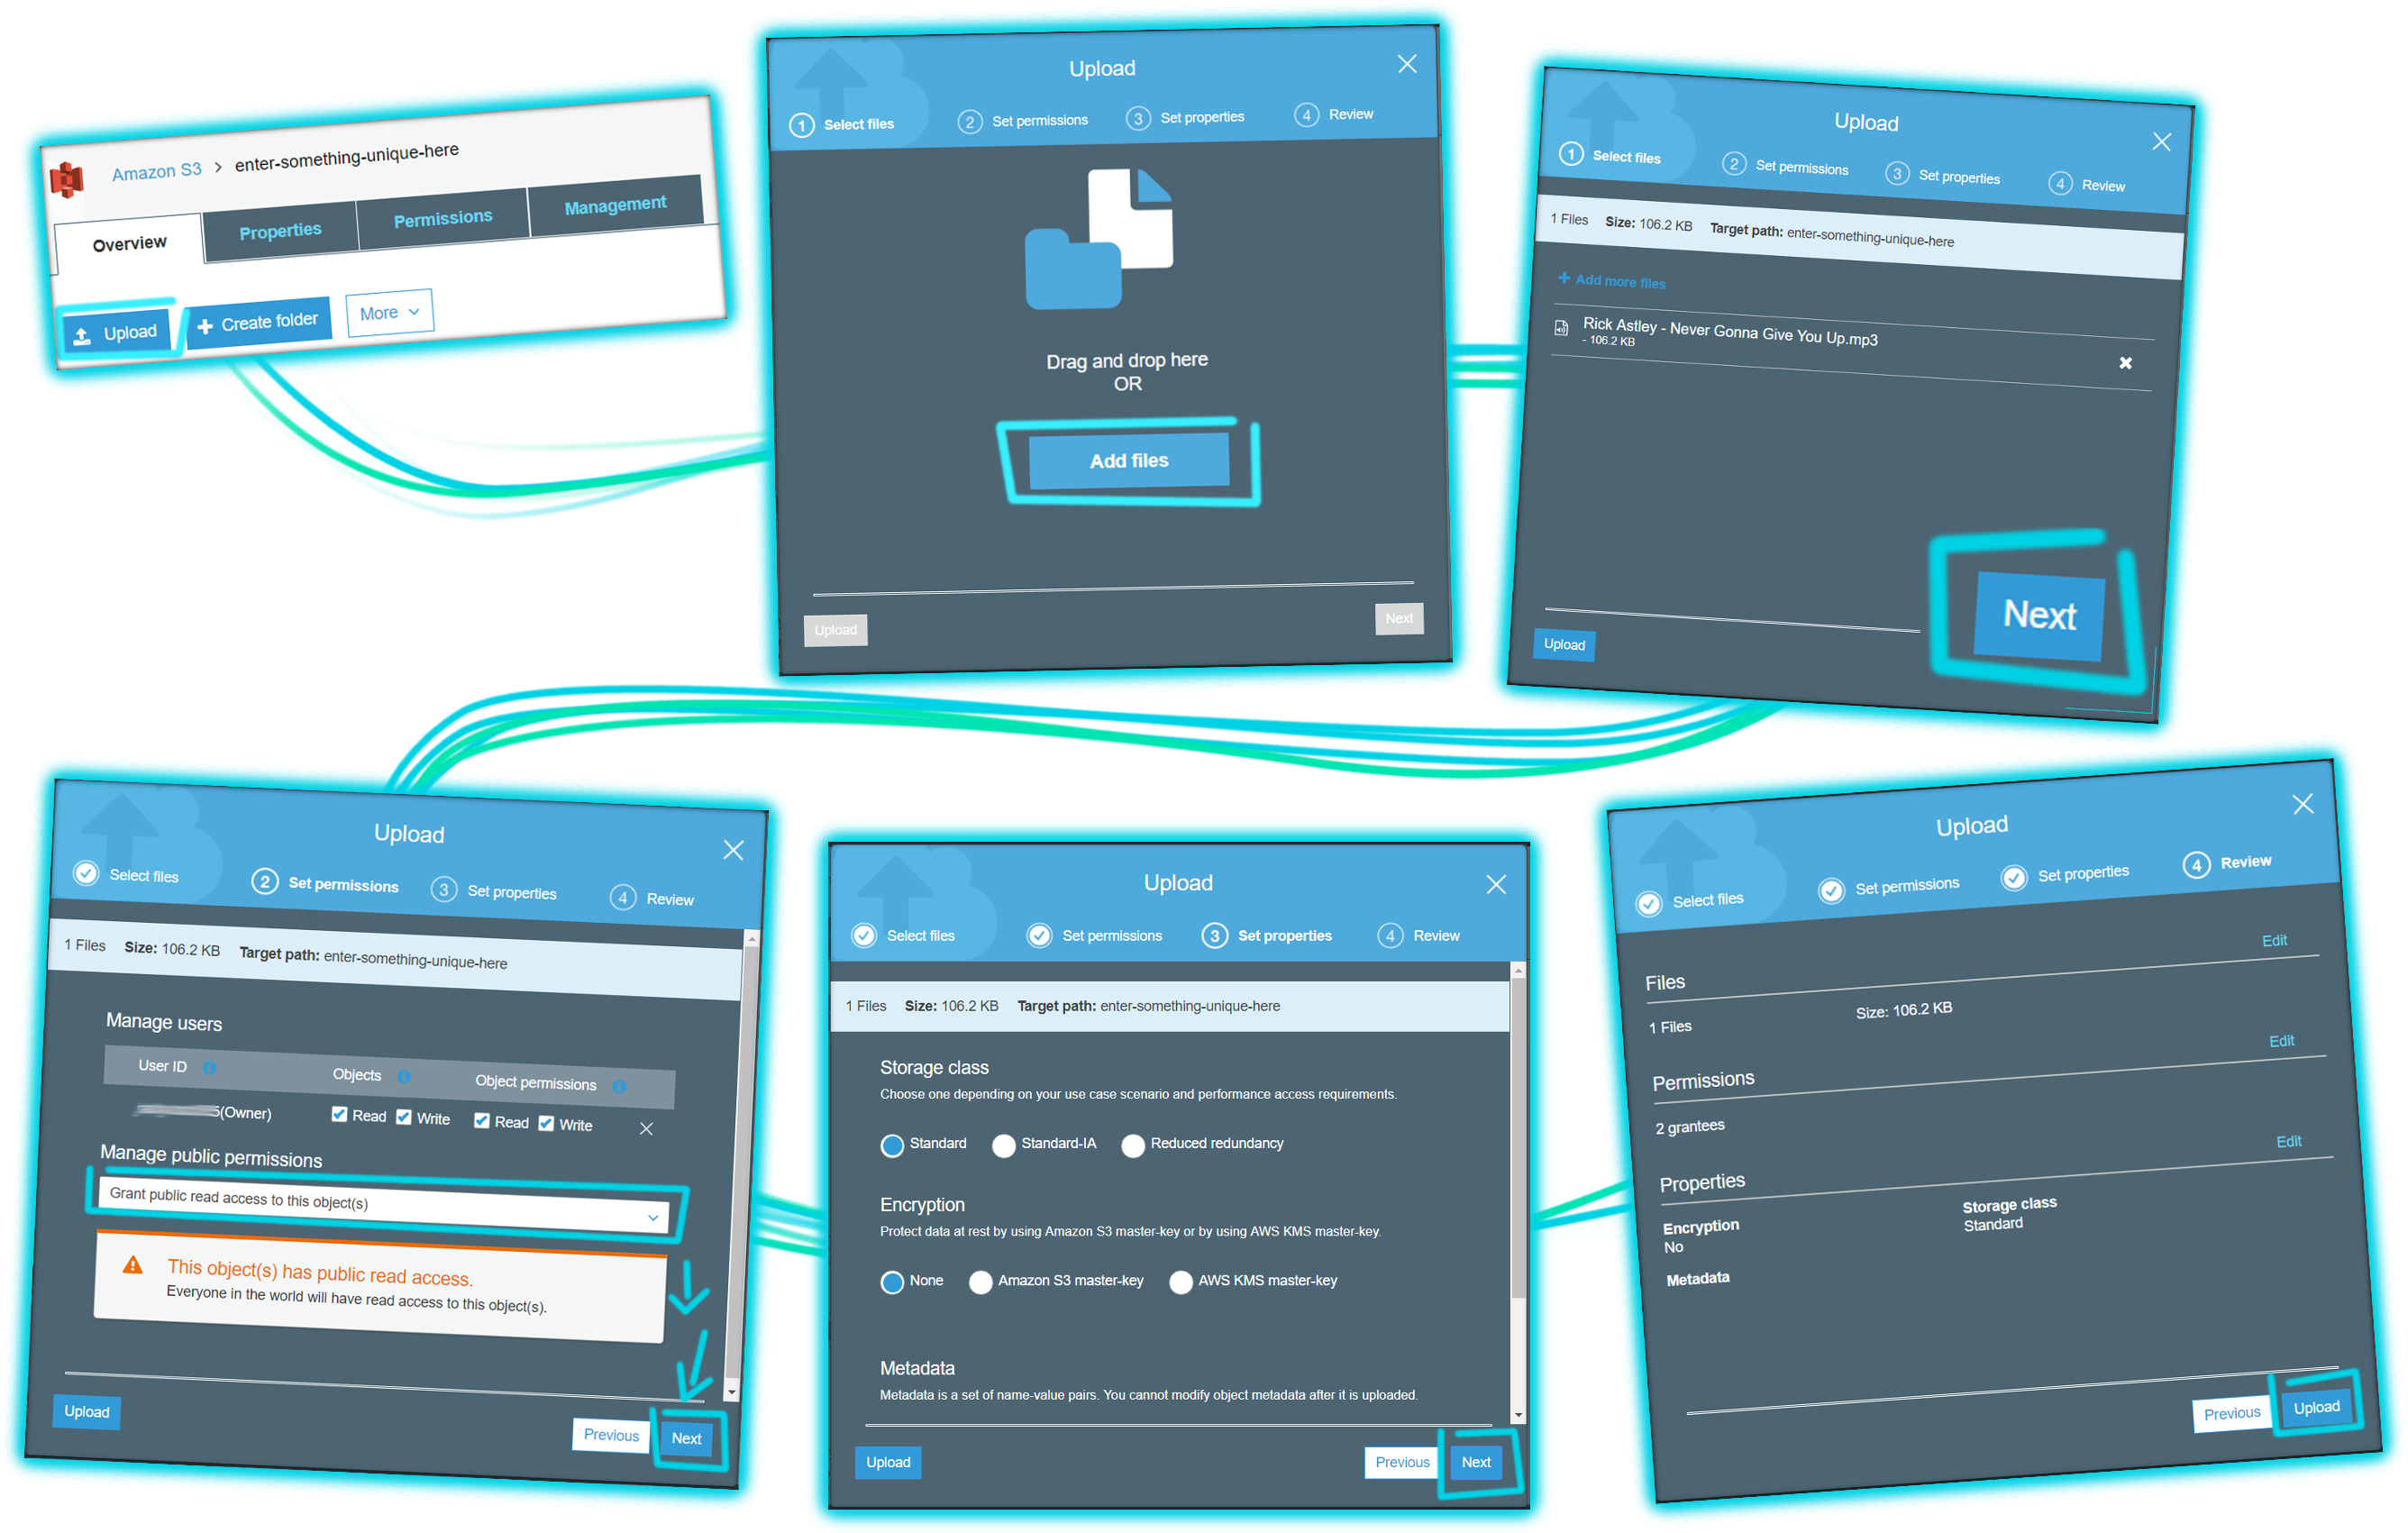 Amazon S3 > enter-something-unique-here
Overview Properties Permissions Management
Upload + Create folder More
Upload
1 Select files 2 Set permissions 3 Set properties 4 Review
Drag and drop here
OR
Add files
Upload Next
Upload
1 Select files 2 Set permissions 3 Set properties 4 Review
1 Files Size: 106.2 KB Target path: enter-something-unique-here
+ Add more files
Rick Astley - Never Gonna Give You Up.mp3
- 106.2 KB
Next
Upload
Upload
Select files 2 Set permissions 3 Set properties 4 Review
1 Files Size: 106.2 KB Target path: enter-something-unique-here
Manage users
User ID Objects Object permissions
5(Owner) Read Write Read Write
Manage public permissions
Grant public read access to this object(s)
This object(s) has public read access.
Everyone in the world will have read access to this object(s).
Upload Previous Next
Upload
Select files Set permissions 3 Set properties 4 Review
1 Files Size: 106.2 KB Target path: enter-something-unique-here
Storage class
Choose one depending on your use case scenario and performance access requirements.
Standard Standard-IA Reduced redundancy
Encryption
Protect data at rest by using Amazon S3 master-key or by using AWS KMS master-key.
None Amazon S3 master-key AWS KMS master-key
Metadata
Metadata is a set of name-value pairs. You cannot modify object metadata after it is uploaded.
Upload Previous Next
Upload
Select files Set permissions Set properties 4 Review
Edit
Files
1 Files Size: 106.2 KB
Edit
Permissions
2 grantees
Edit
Properties
Encryption Storage class
No Standard
Metadata
Previous Upload